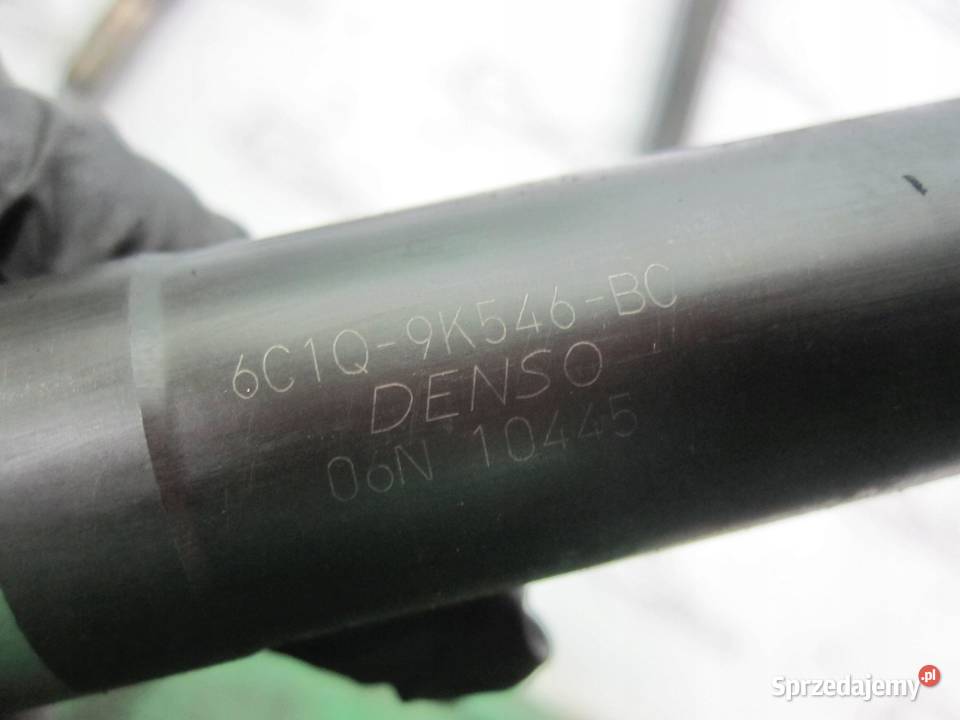 6C1Q-9K546-BC
DENSO
06N 10445
Sprzedajemy.pl